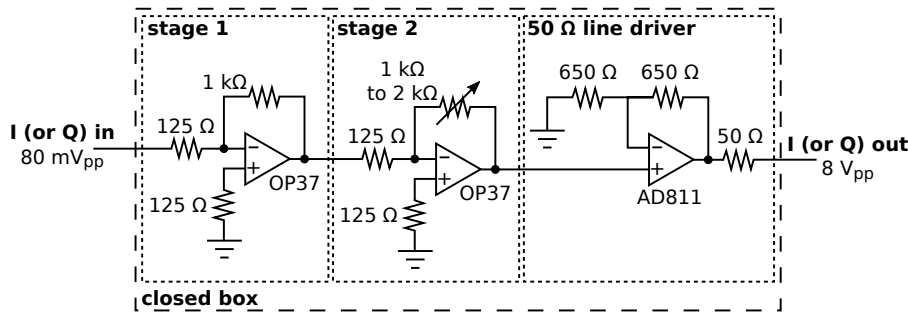 stage 1
stage 2
50 Ω line driver
1 kΩ
1 kΩ
to 2 kΩ
650 Ω
650 Ω
I (or Q) in
80 mVpp
125 Ω
125 Ω
50 Ω
I (or Q) out
8 Vpp
OP37
OP37
AD811
125 Ω
125 Ω
closed box